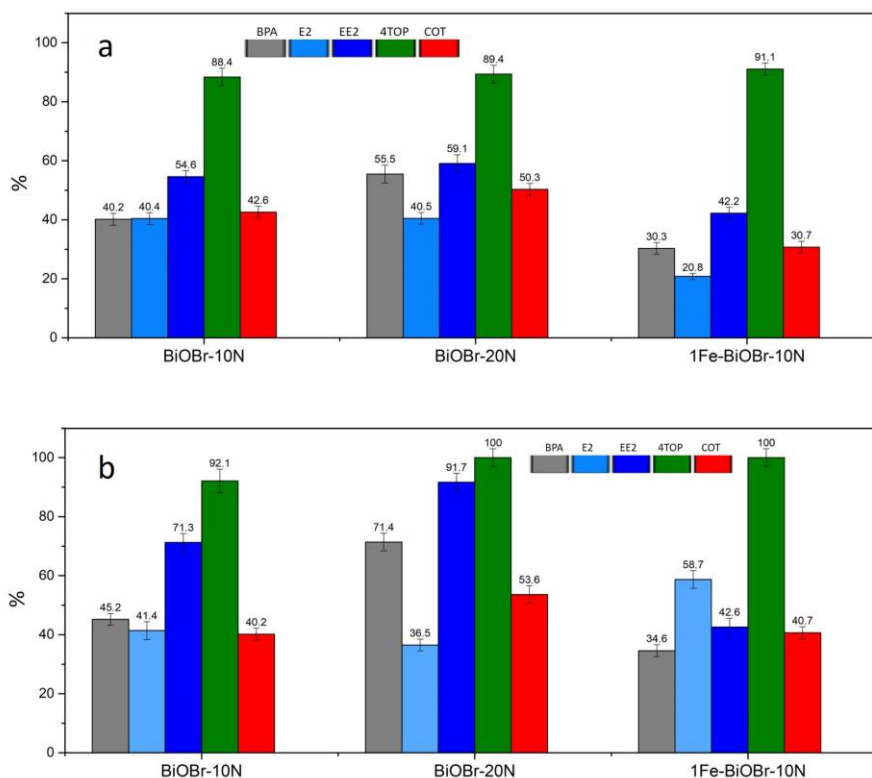 a
BPA E2 EE2 4TOP COT
100
80
60
40
20
0
%
40.2 40.4 54.6 88.4 42.6
55.5 40.5 59.1 89.4 50.3
30.3 20.8 42.2 91.1 30.7
BiOBr-10N BiOBr-20N 1Fe-BiOBr-10N
b
BPA E2 EE2 4TOP COT
100
80
60
40
20
0
%
45.2 41.4 71.3 92.1 40.2
71.4 36.5 91.7 100 53.6
34.6 58.7 42.6 100 40.7
BiOBr-10N BiOBr-20N 1Fe-BiOBr-10N